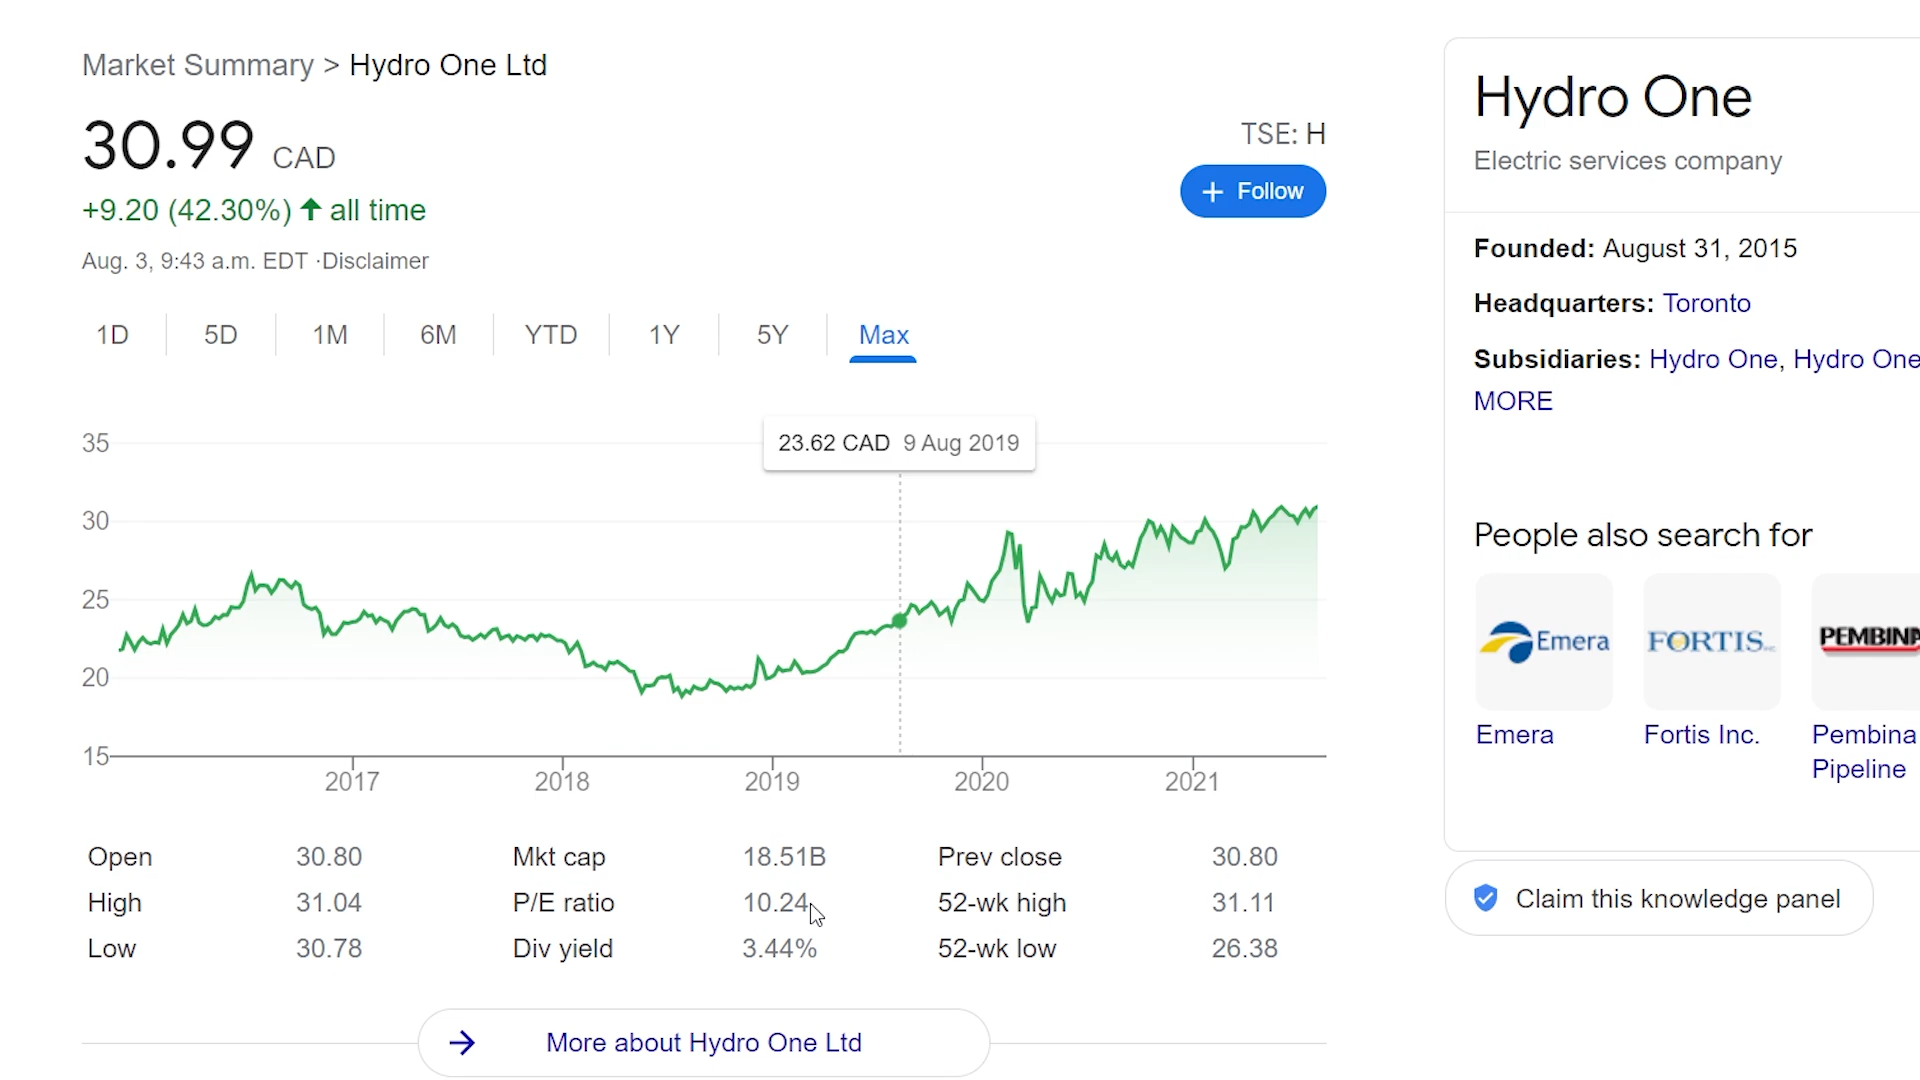 Market Summary > Hydro One Ltd
30.99 CAD
TSE: H
+9.20 (42.30%) ↑ all time
+ Follow
Aug. 3, 9:43 a.m. EDT ·Disclaimer
1D 5D 1M 6M YTD 1Y 5Y Max
23.62 CAD 9 Aug 2019
35
30
25
20
15
2017 2018 2019 2020 2021
Open 30.80 Mkt cap 18.51B Prev close 30.80
High 31.04 P/E ratio 10.24 52-wk high 31.11
Low 30.78 Div yield 3.44% 52-wk low 26.38
→ More about Hydro One Ltd
Hydro One
Electric services company
Founded: August 31, 2015
Headquarters: Toronto
Subsidiaries: Hydro One, Hydro One
MORE
People also search for
Emera FORTIS PEMBINA
Emera Fortis Inc. Pembina
Pipeline
Claim this knowledge panel